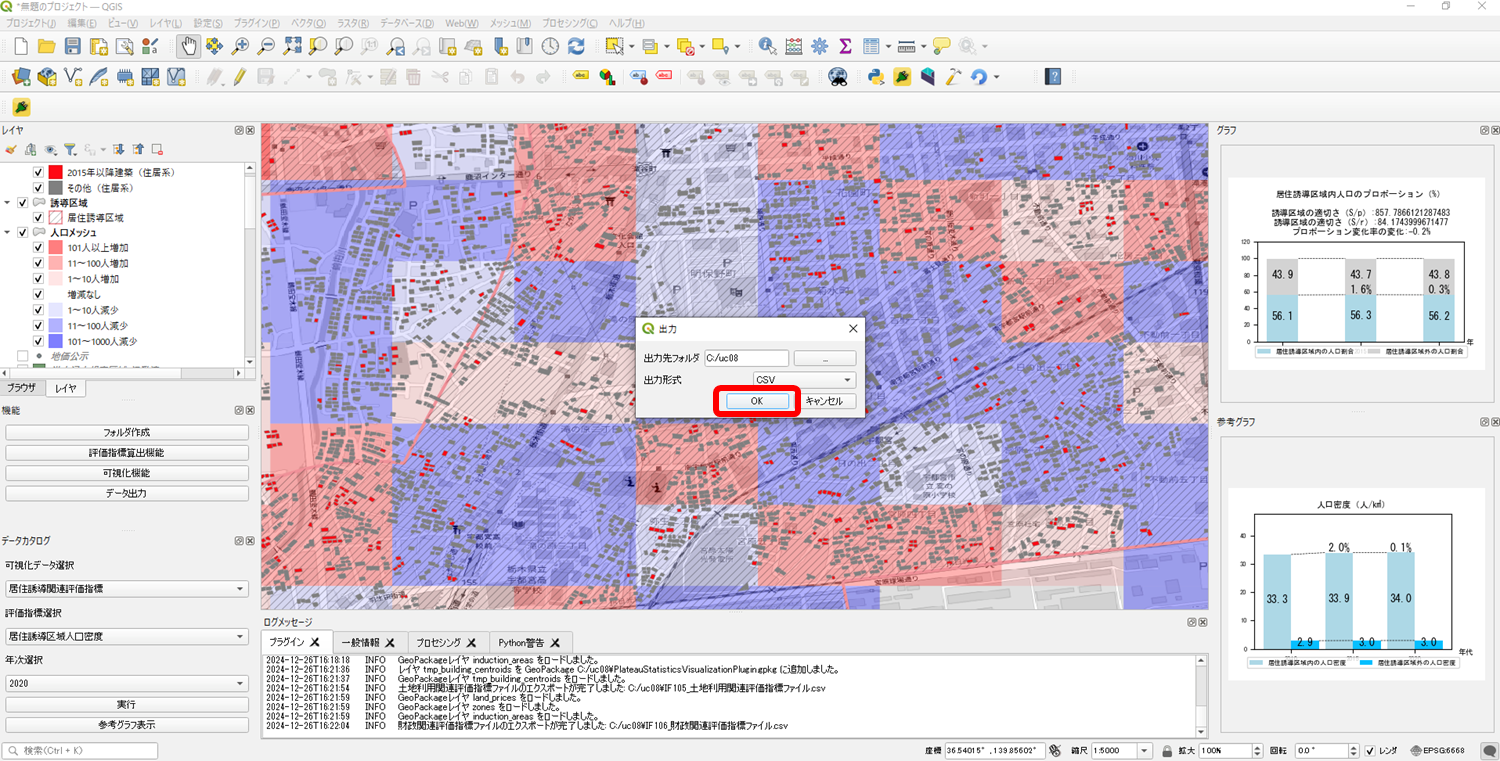 *無題のプロジェクト — QGIS
プロジェクト(J) 編集(E) ビュー(V) レイヤ(L) 設定(S) プラグイン(P) ベクタ(O) ラスタ(R) データベース(D) Web(W) メッシュ(M) プロセシング(C) ヘルプ(H)
レイヤ
2015年以降建築（住居系）
その他（住居系）
誘導区域
居住誘導区域
人口メッシュ
101人以上増加
11～100人増加
1～10人増加
増減なし
1～10人減少
11～100人減少
101～1000人減少
地価公示
ブラウザ レイヤ
機能
フォルダ作成
評価指標算出機能
可視化機能
データ出力
データカタログ
可視化データ選択
居住誘導関連評価指標
評価指標選択
居住誘導区域人口密度
年次選択
2020
実行
参考グラフ表示
検索(Ctrl + K)
出力
出力先フォルダ C:/uc08 ...
出力形式 CSV
OK キャンセル
ログメッセージ
プラグイン 一般情報 プロセシング Python警告
2024-12-26T16:18:18 INFO GeoPackageレイヤ induction_areas をロードしました。
2024-12-26T16:21:36 INFO レイヤ tmp_building_centroids を GeoPackage C:/uc08¥PlateauStatisticsVisualizationPlugin.gpkg に追加しました。
2024-12-26T16:21:37 INFO GeoPackageレイヤ tmp_building_centroids をロードしました。
2024-12-26T16:21:54 INFO 土地利用関連評価指標ファイルのエクスポートが完了しました: C:/uc08¥IF105_土地利用関連評価指標ファイル.csv
2024-12-26T16:21:59 INFO GeoPackageレイヤ land_prices をロードしました。
2024-12-26T16:21:59 INFO GeoPackageレイヤ zones をロードしました。
2024-12-26T16:21:59 INFO GeoPackageレイヤ induction_areas をロードしました。
2024-12-26T16:22:04 INFO 財政関連評価指標ファイルのエクスポートが完了しました: C:/uc08¥IF106_財政関連評価指標ファイル.csv
グラフ
居住誘導区域内人口のプロポーション（%）
誘導区域の適切さ（S/p）:857.7866121287483
誘導区域の適切さ（S/r）:84.1743999671477
プロポーション変化率の変化:-0.2%
120
100
80
60
40
20
0
43.9 43.7 43.8
1.6% 0.3%
56.1 56.3 56.2
年
居住誘導区域内の人口割合 居住誘導区域外の人口割合
参考グラフ
人口密度（人/k㎡）
40
30
20
10
0
2.0% 0.1%
33.3 33.9 34.0
2.9 3.0 3.0
年代
居住誘導区域内の人口密度 居住誘導区域外の人口密度
座標 36.54015°,139.85602° 縮尺 1:5000 拡大 100% 回転 0.0° レンダ EPSG:6668